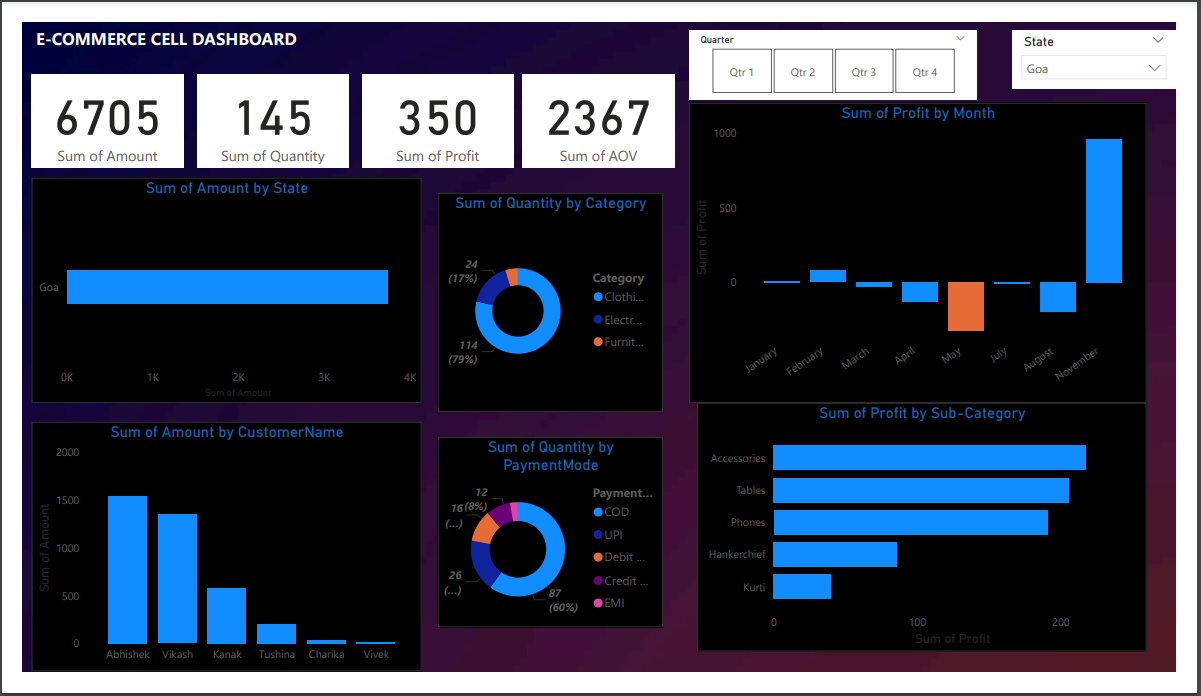 E-COMMERCE CELL DASHBOARD
Quarter
Qtr 1
Qtr 2
Qtr 3
Qtr 4
State
Goa
6705
Sum of Amount
145
Sum of Quantity
350
Sum of Profit
2367
Sum of AOV
Sum of Amount by State
Goa
0K
1K
2K
3K
4K
Sum of Amount
Sum of Quantity by Category
24
(17%)
114
(79%)
Category
Clothi...
Electr...
Furnit...
Sum of Profit by Month
Sum of Profit
1000
500
0
January
February
March
April
May
July
August
November
Sum of Amount by CustomerName
Sum of Amount
2000
1500
1000
500
0
Abhishek
Vikash
Kanak
Tushina
Charika
Vivek
Sum of Quantity by
PaymentMode
12
(8%)
16
(...)
26
(...)
87
(60%)
Payment...
COD
UPI
Debit ...
Credit ...
EMI
Sum of Profit by Sub-Category
Accessories
Tables
Phones
Hankerchief
Kurti
0
100
200
Sum of Profit